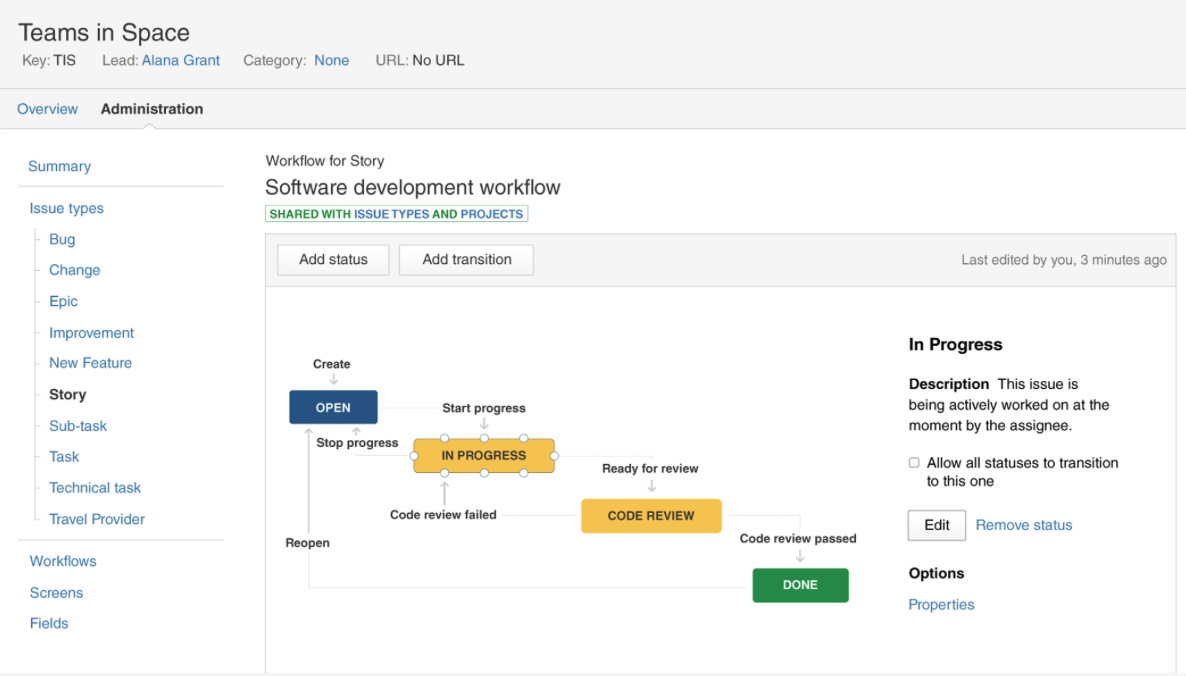 Teams in Space
Key: TIS Lead: Alana Grant Category: None URL: No URL
Overview Administration
Summary
Issue types
Bug
Change
Epic
Improvement
New Feature
Story
Sub-task
Task
Technical task
Travel Provider
Workflows
Screens
Fields
Workflow for Story
Software development workflow
SHARED WITH ISSUE TYPES AND PROJECTS
Add status Add transition Last edited by you, 3 minutes ago
Create
OPEN
Start progress
Stop progress
IN PROGRESS
Ready for review
Code review failed
CODE REVIEW
Reopen
Code review passed
DONE
In Progress
Description This issue is
being actively worked on at the
moment by the assignee.
Allow all statuses to transition
to this one
Edit Remove status
Options
Properties